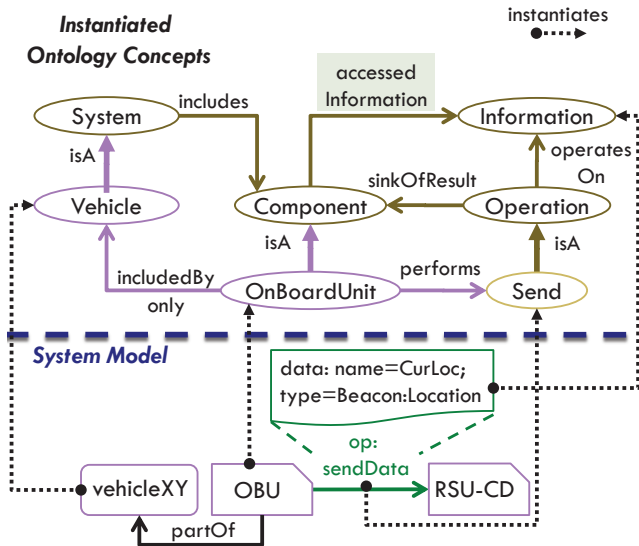 Instantiated
Ontology Concepts
instantiates
accessed
Information
includes
System
Information
isA
operates
On
sinkOfResult
Vehicle
Component
Operation
isA
isA
includedBy
only
performs
OnBoardUnit
Send
System Model
data: name=CurLoc;
type=Beacon:Location
op:
sendData
vehicleXY
OBU
RSU-CD
partOf